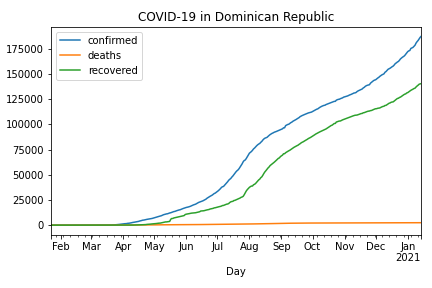 COVID-19 in Dominican Republic
confirmed
deaths
recovered
175000
150000
125000
100000
75000
50000
25000
0
Feb Mar Apr May Jun Jul Aug Sep Oct Nov Dec Jan
2021
Day